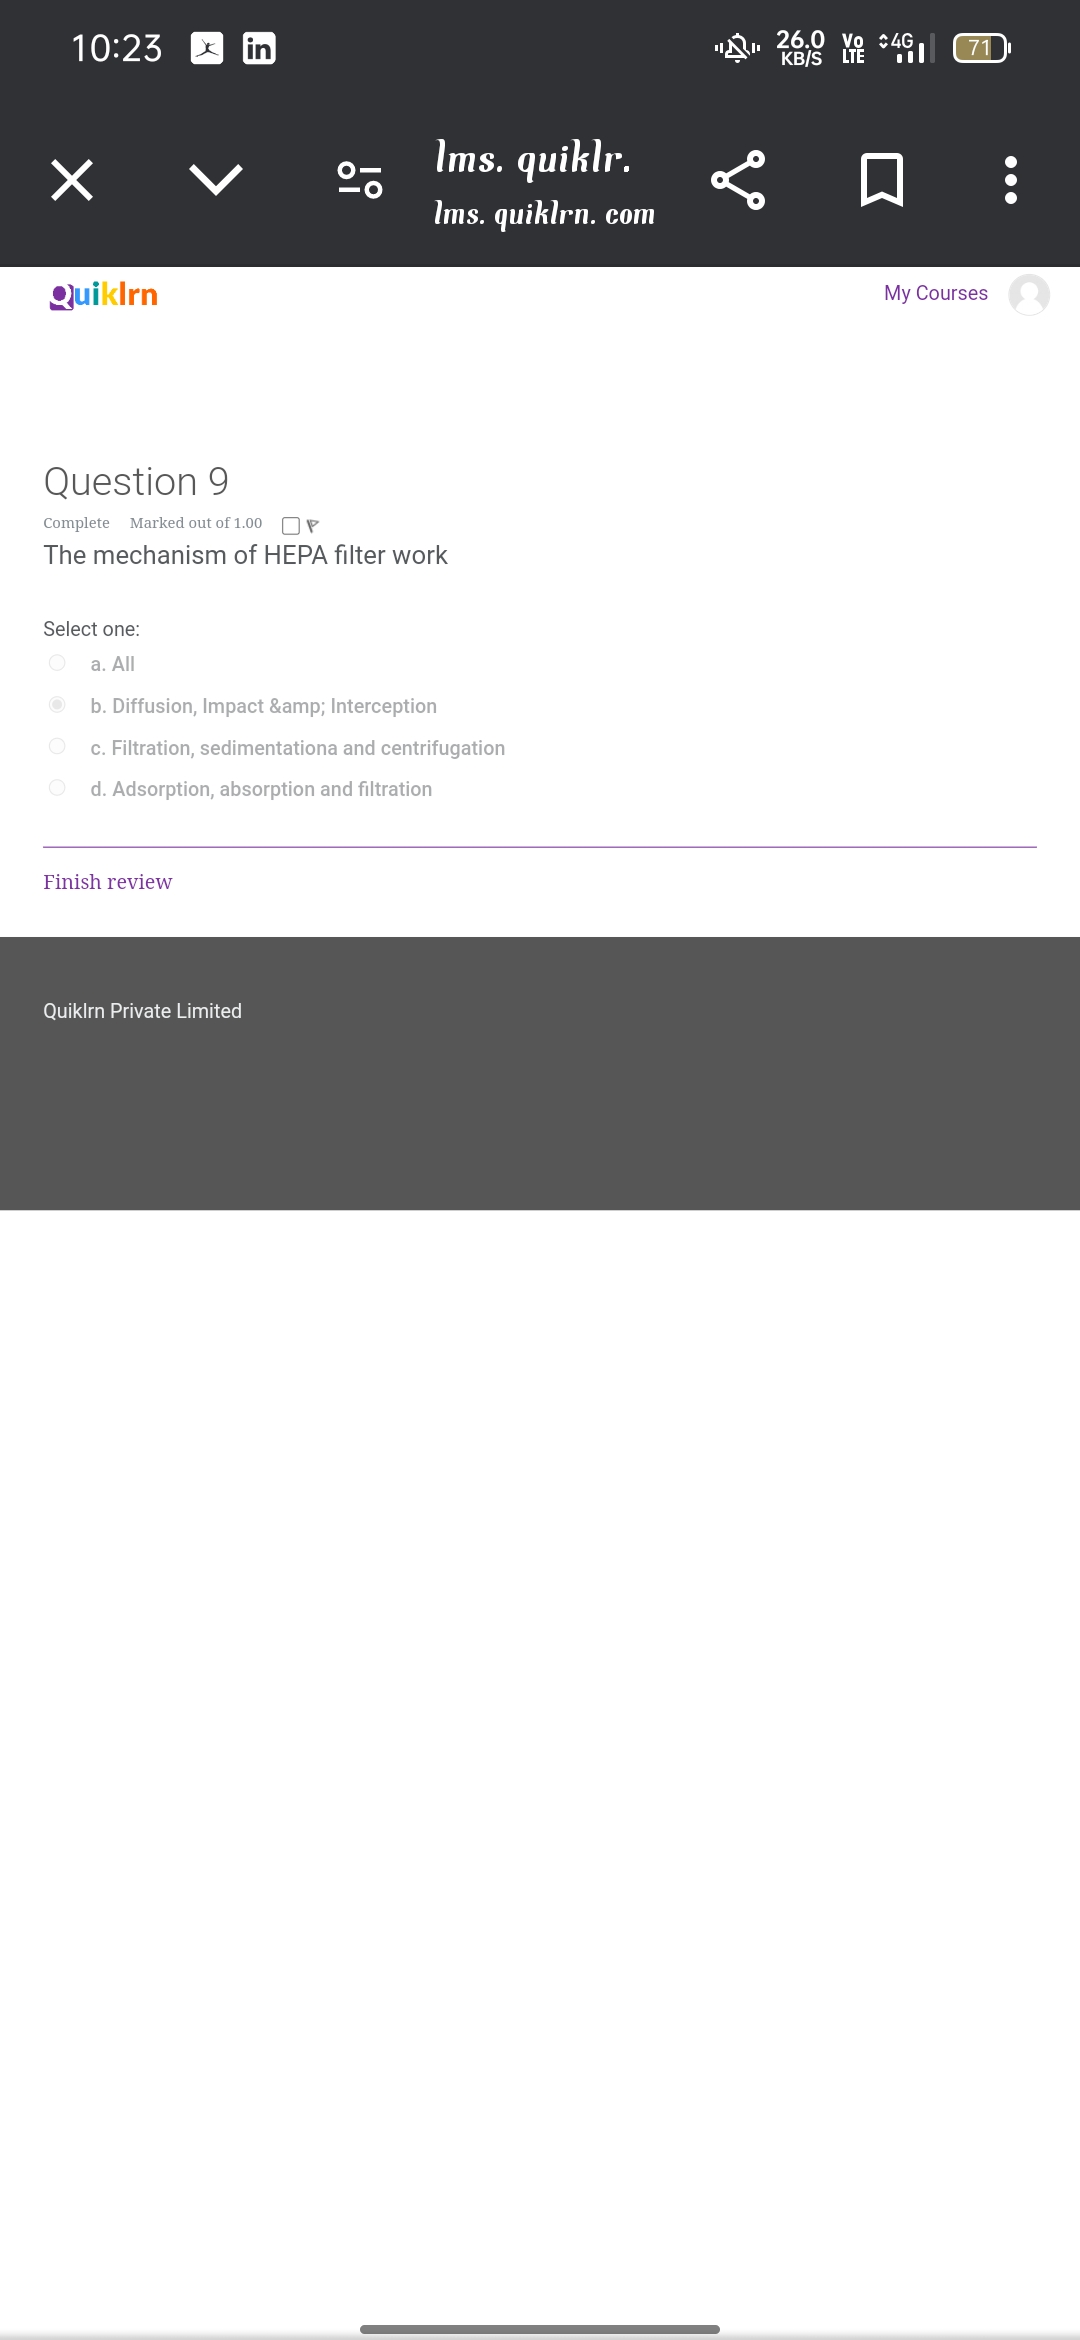 10:23 in 26.0 KB/S Vo LTE 4G 71
lms. quiklr.
lms. quiklrn. com
Quiklrn My Courses
Question 9
Complete Marked out of 1.00
The mechanism of HEPA filter work
Select one:
a. All
b. Diffusion, Impact &amp; Interception
c. Filtration, sedimentationa and centrifugation
d. Adsorption, absorption and filtration
Finish review
Quiklrn Private Limited